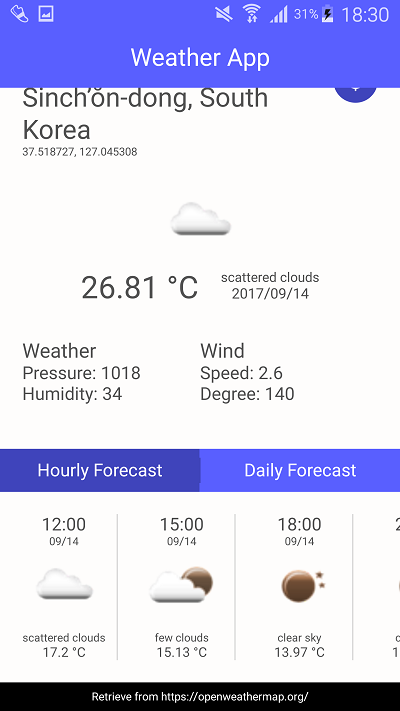 31% 18:30
Weather App
Sinch’ŏn-dong, South
Korea
37.518727, 127.045308
26.81 °C
scattered clouds
2017/09/14
Weather
Pressure: 1018
Humidity: 34
Wind
Speed: 2.6
Degree: 140
Hourly Forecast
Daily Forecast
12:00
09/14
scattered clouds
17.2 °C
15:00
09/14
few clouds
15.13 °C
18:00
09/14
clear sky
13.97 °C
Retrieve from https://openweathermap.org/